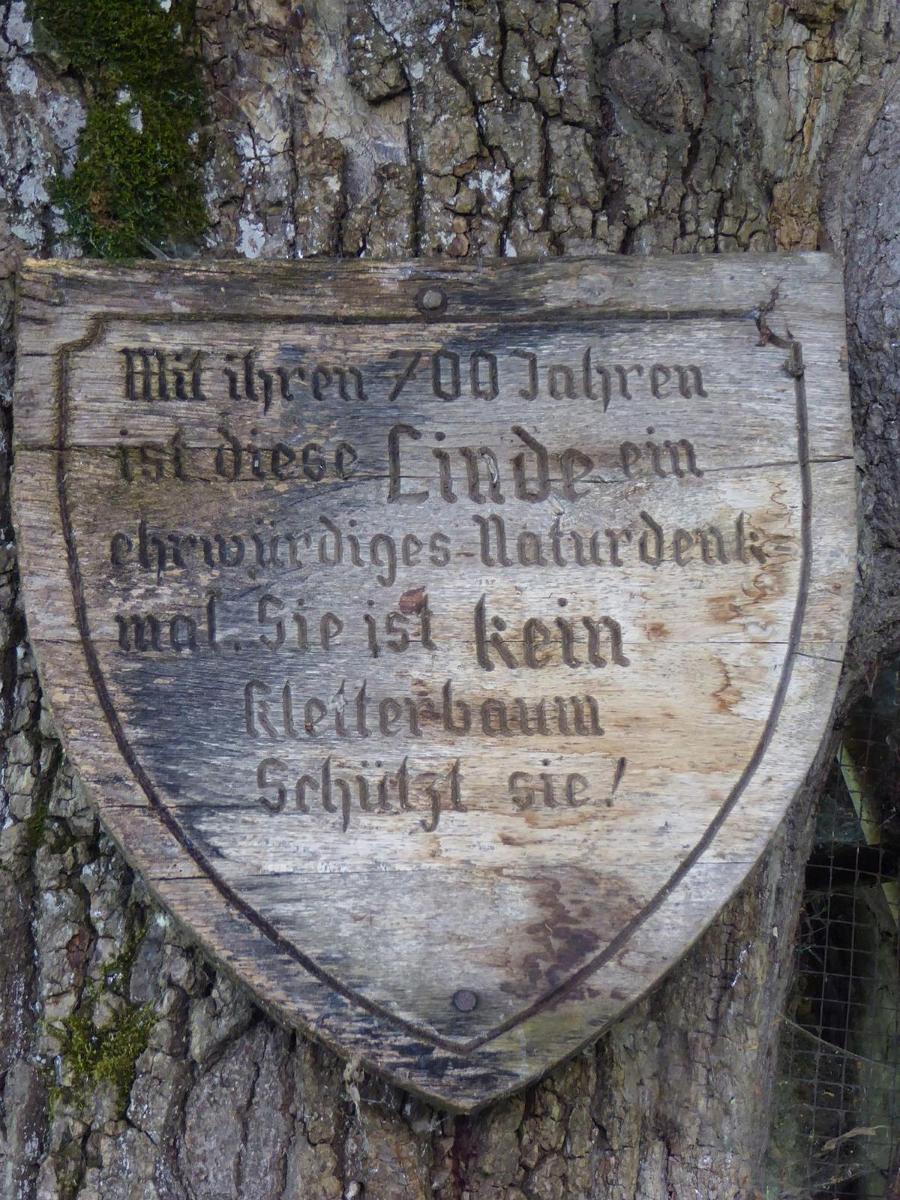 Mit ihren 700 Jahren
ist diese Linde ein
ehrwürdiges Naturdenk
mal. Sie ist kein
Kletterbaum
Schützt sie!